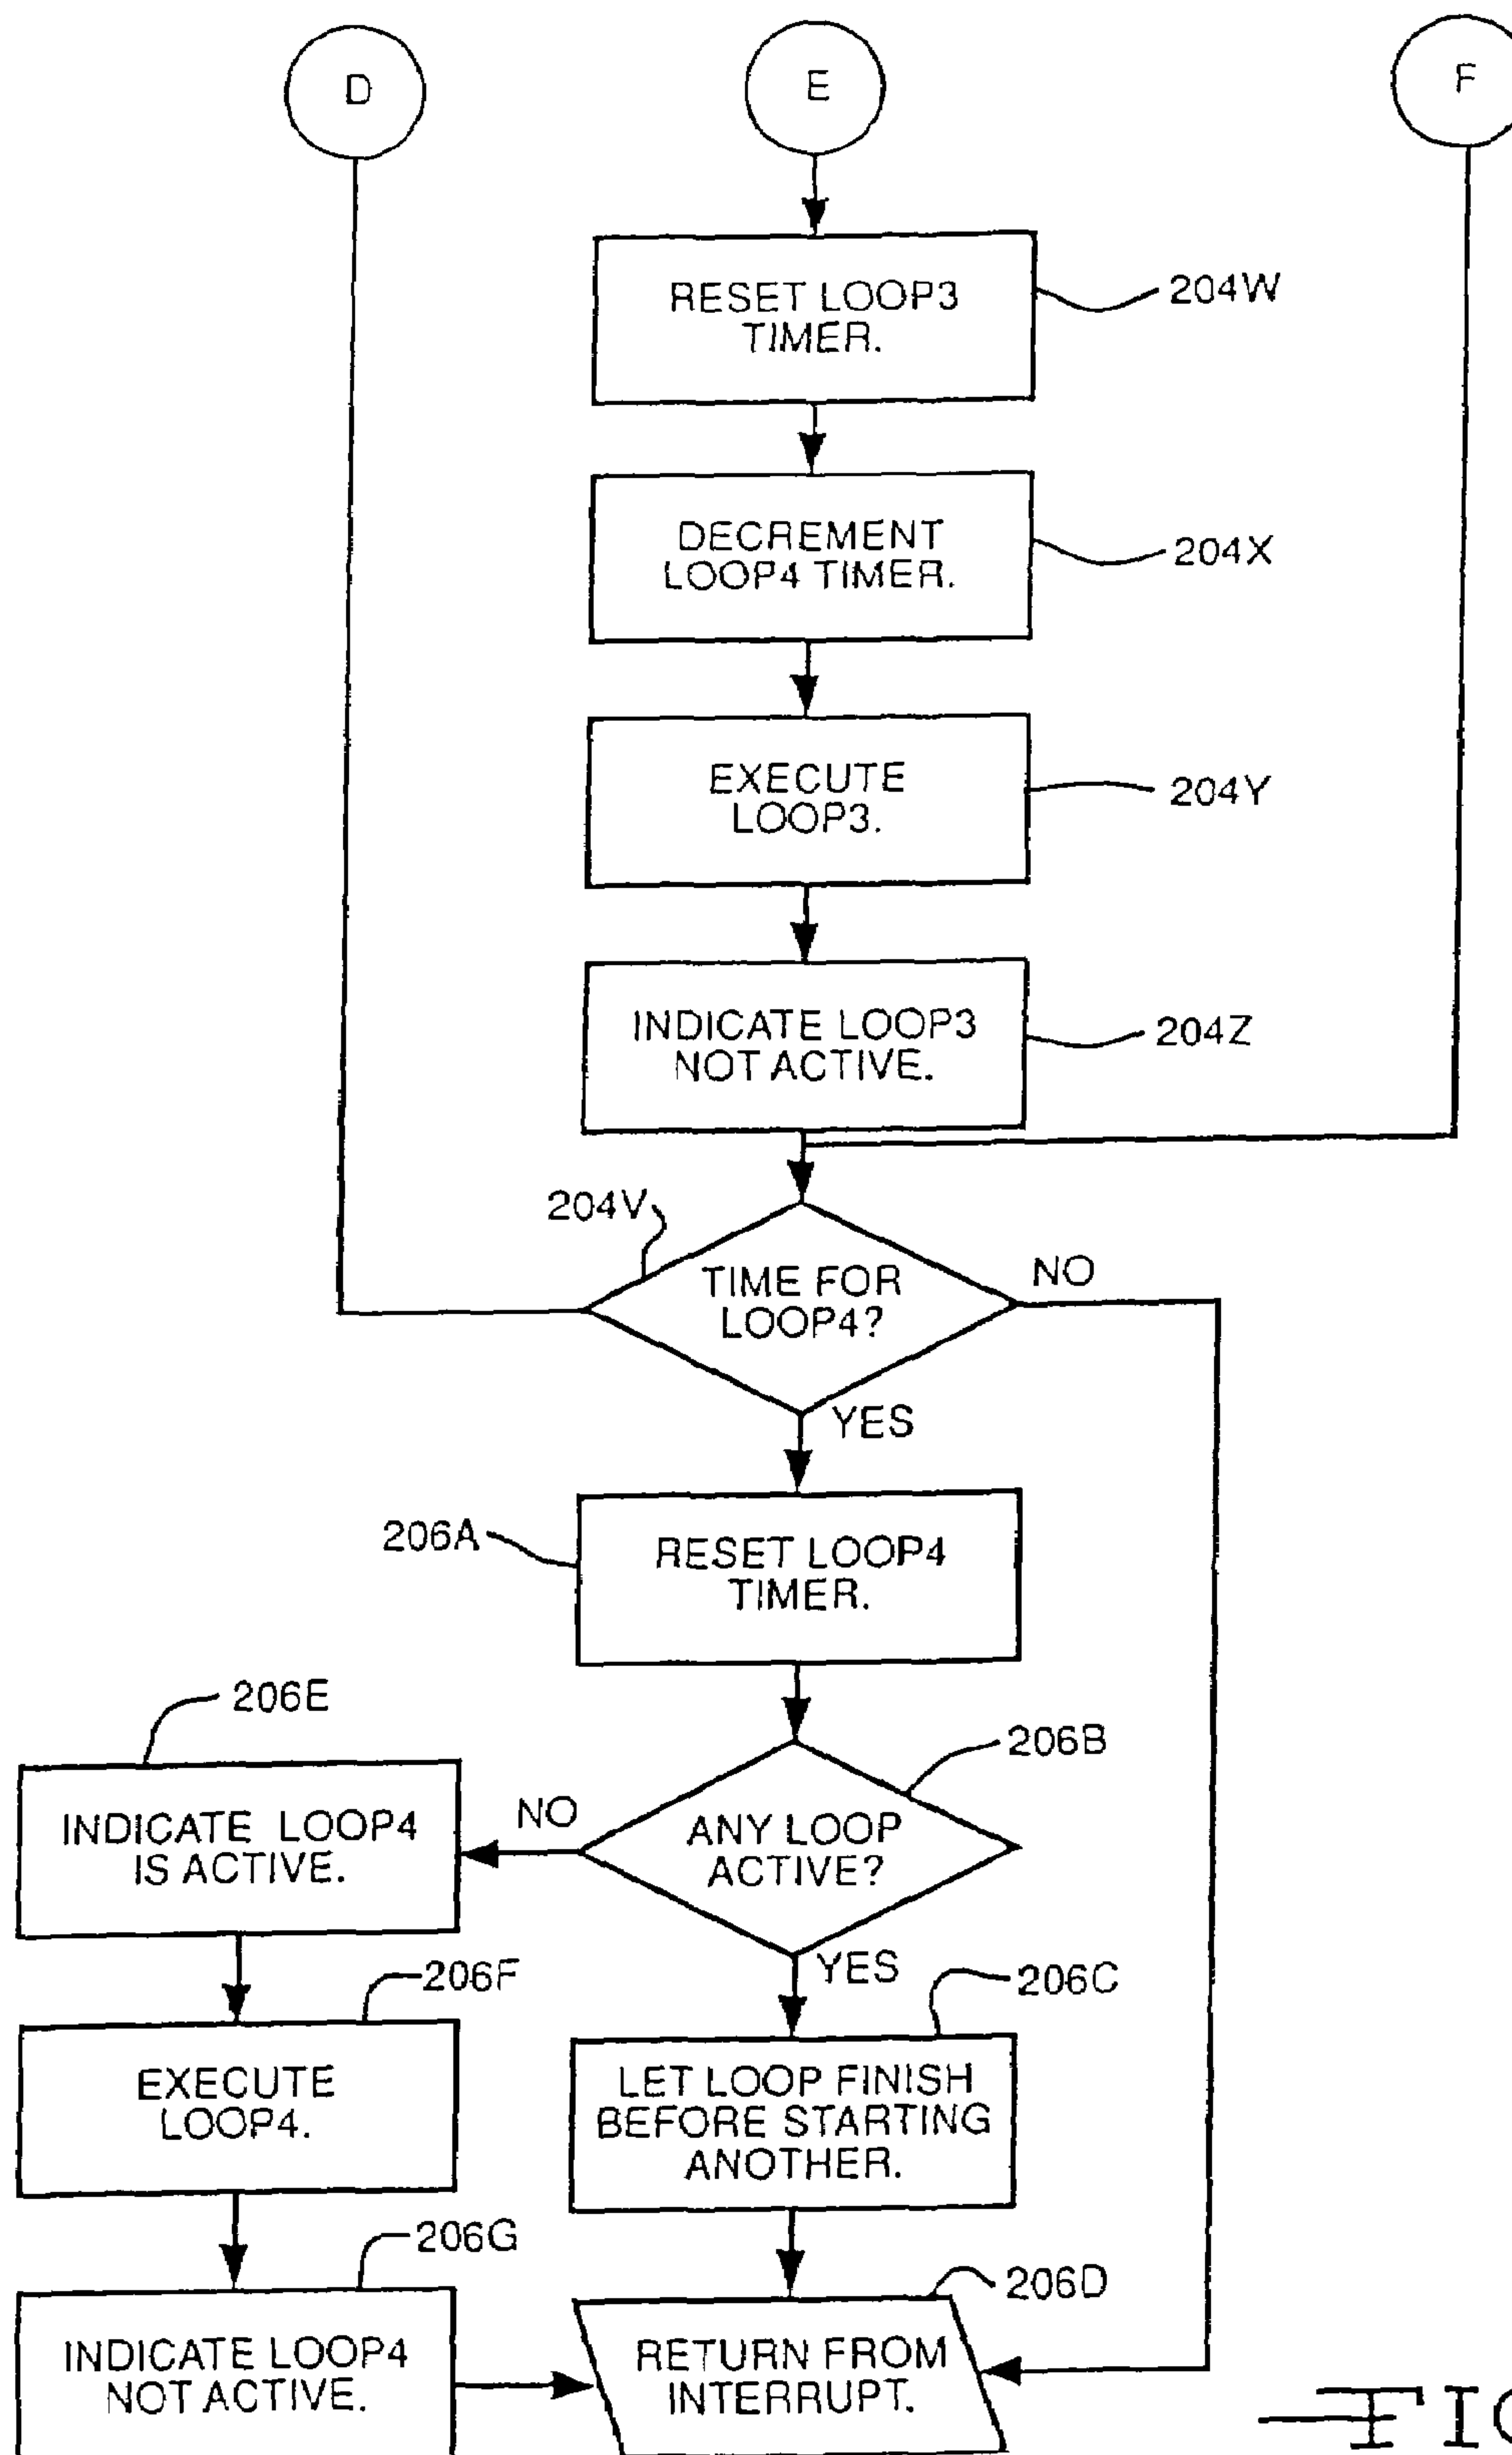 D
E
F
RESET LOOP3
TIMER.
204W
DECREMENT
LOOP4 TIMER.
204X
EXECUTE
LOOP3.
204Y
INDICATE LOOP3
NOT ACTIVE.
204Z
204V
TIME FOR
LOOP4?
NO
YES
206A
RESET LOOP4
TIMER.
206E
206B
INDICATE LOOP4
IS ACTIVE.
NO
ANY LOOP
ACTIVE?
YES
206F
206C
EXECUTE
LOOP4.
LET LOOP FINISH
BEFORE STARTING
ANOTHER.
206G
206D
INDICATE LOOP4
NOT ACTIVE.
RETURN FROM
INTERRUPT.